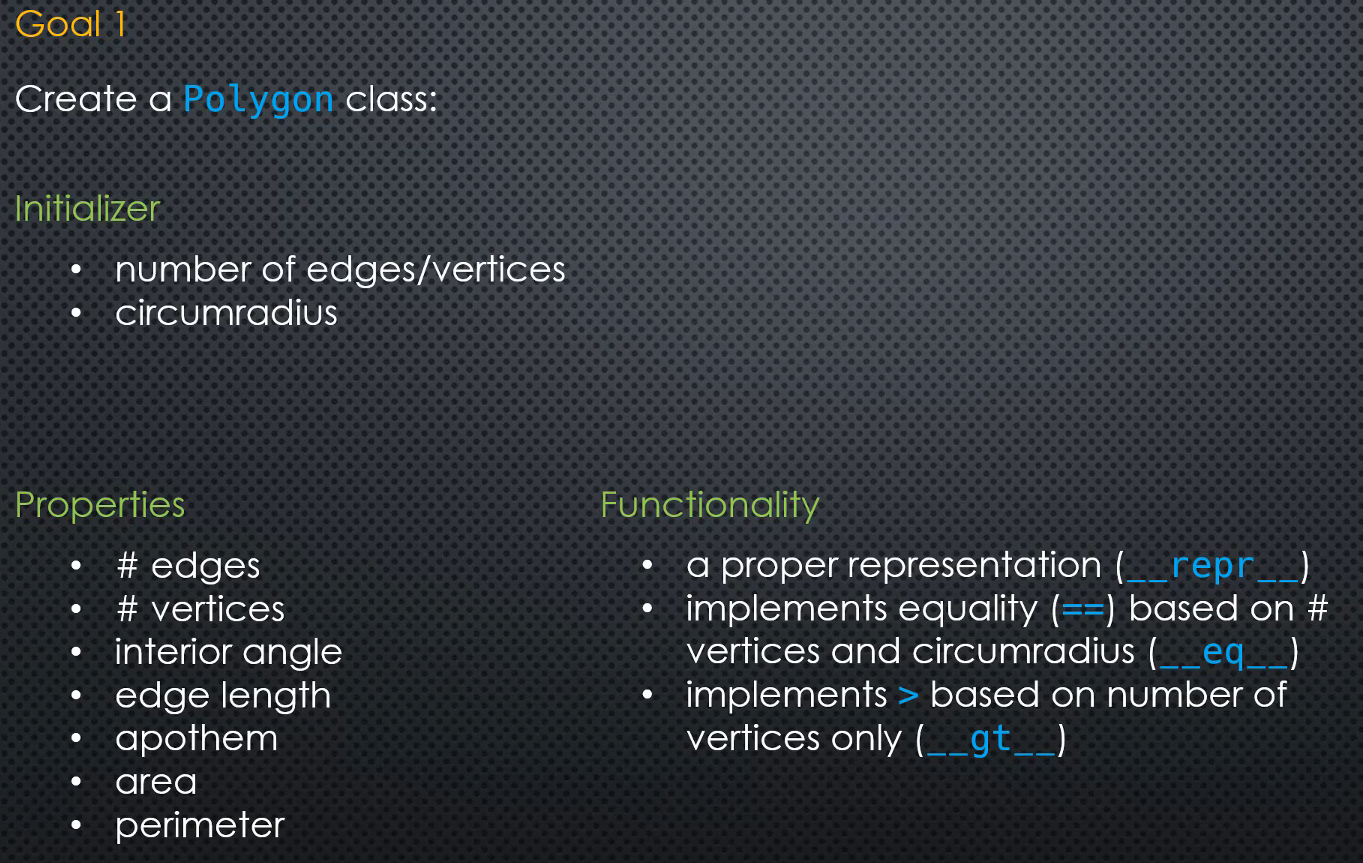 Goal 1
Create a Polygon class:
Initializer
• number of edges/vertices
• circumradius
Properties
• # edges
• # vertices
• interior angle
• edge length
• apothem
• area
• perimeter
Functionality
• a proper representation (__repr__)
• implements equality (==) based on #
vertices and circumradius (__eq__)
• implements > based on number of
vertices only (__gt__)